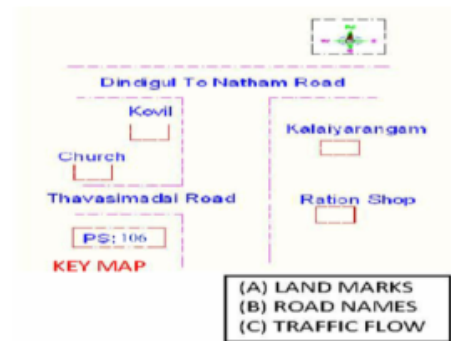 Dindigul To Natham Road
Kovil
Kalaiyarangam
Church
Thavasimadai Road
Ration Shop
PS: 106
KEY MAP
(A) LAND MARKS
(B) ROAD NAMES
(C) TRAFFIC FLOW